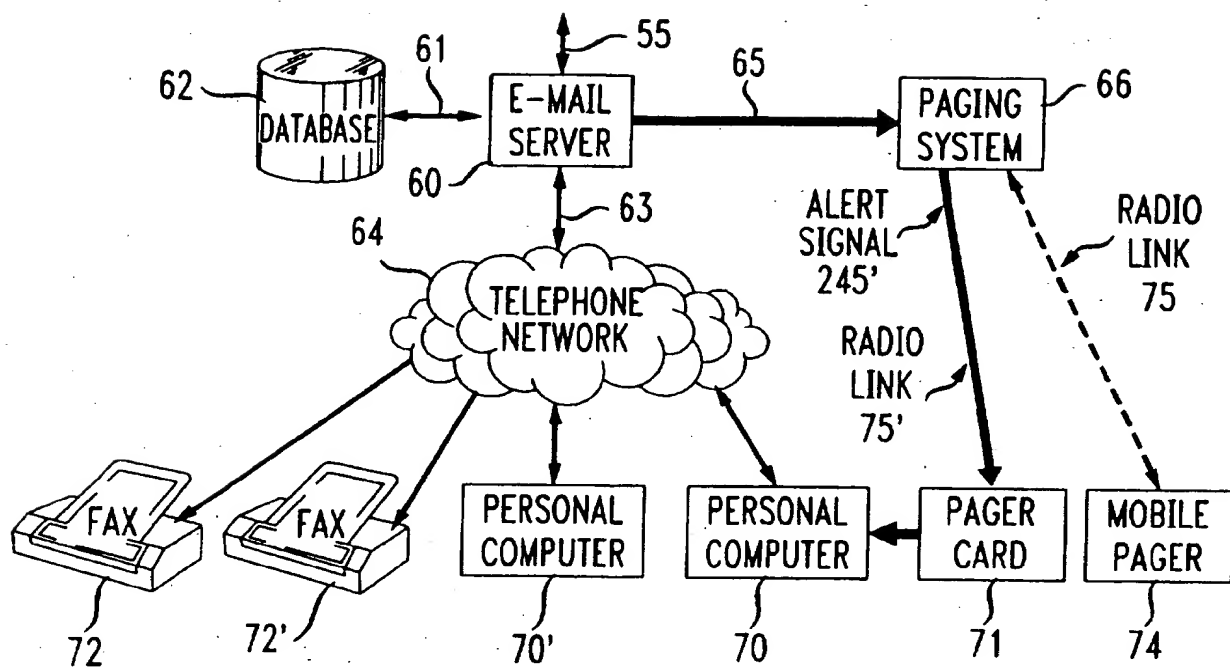 55
61
65
62
DATABASE
E-MAIL
SERVER
60
PAGING
SYSTEM
66
63
64
ALERT
SIGNAL
245'
RADIO
LINK
75
TELEPHONE
NETWORK
RADIO
LINK
75'
FAX
FAX
PERSONAL
COMPUTER
PERSONAL
COMPUTER
PAGER
CARD
MOBILE
PAGER
72
72'
70'
70
71
74